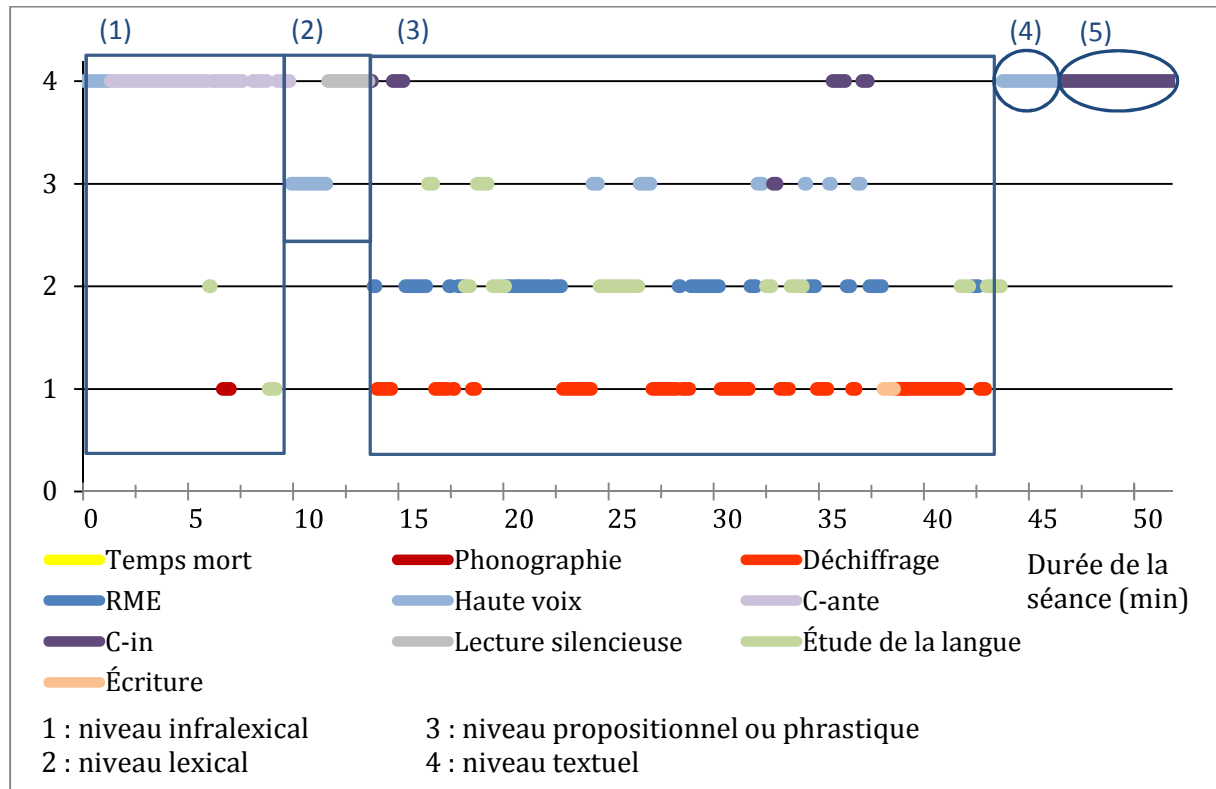 (1) (2) (3) (4) (5)
4
3
2
1
0
0 5 10 15 20 25 30 35 40 45 50
Temps mort Phonographie Déchiffrage Durée de la
RME Haute voix C-ante séance (min)
C-in Lecture silencieuse Étude de la langue
Écriture
1 : niveau infralexical 3 : niveau propositionnel ou phrastique
2 : niveau lexical 4 : niveau textuel